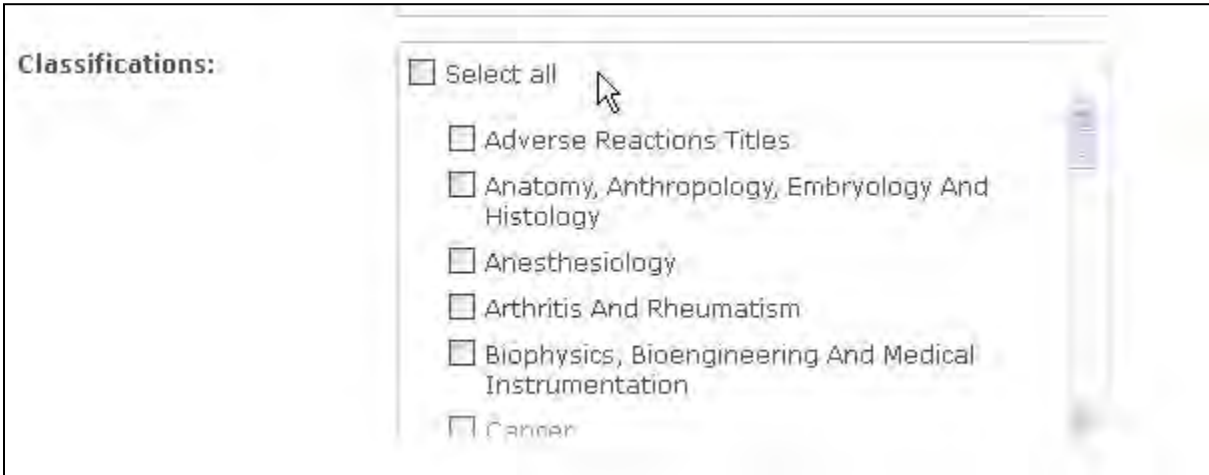 Classifications:
Select all
Adverse Reactions Titles
Anatomy, Anthropology, Embryology And
Histology
Anesthesiology
Arthritis And Rheumatism
Biophysics, Bioengineering And Medical
Instrumentation
Cancer